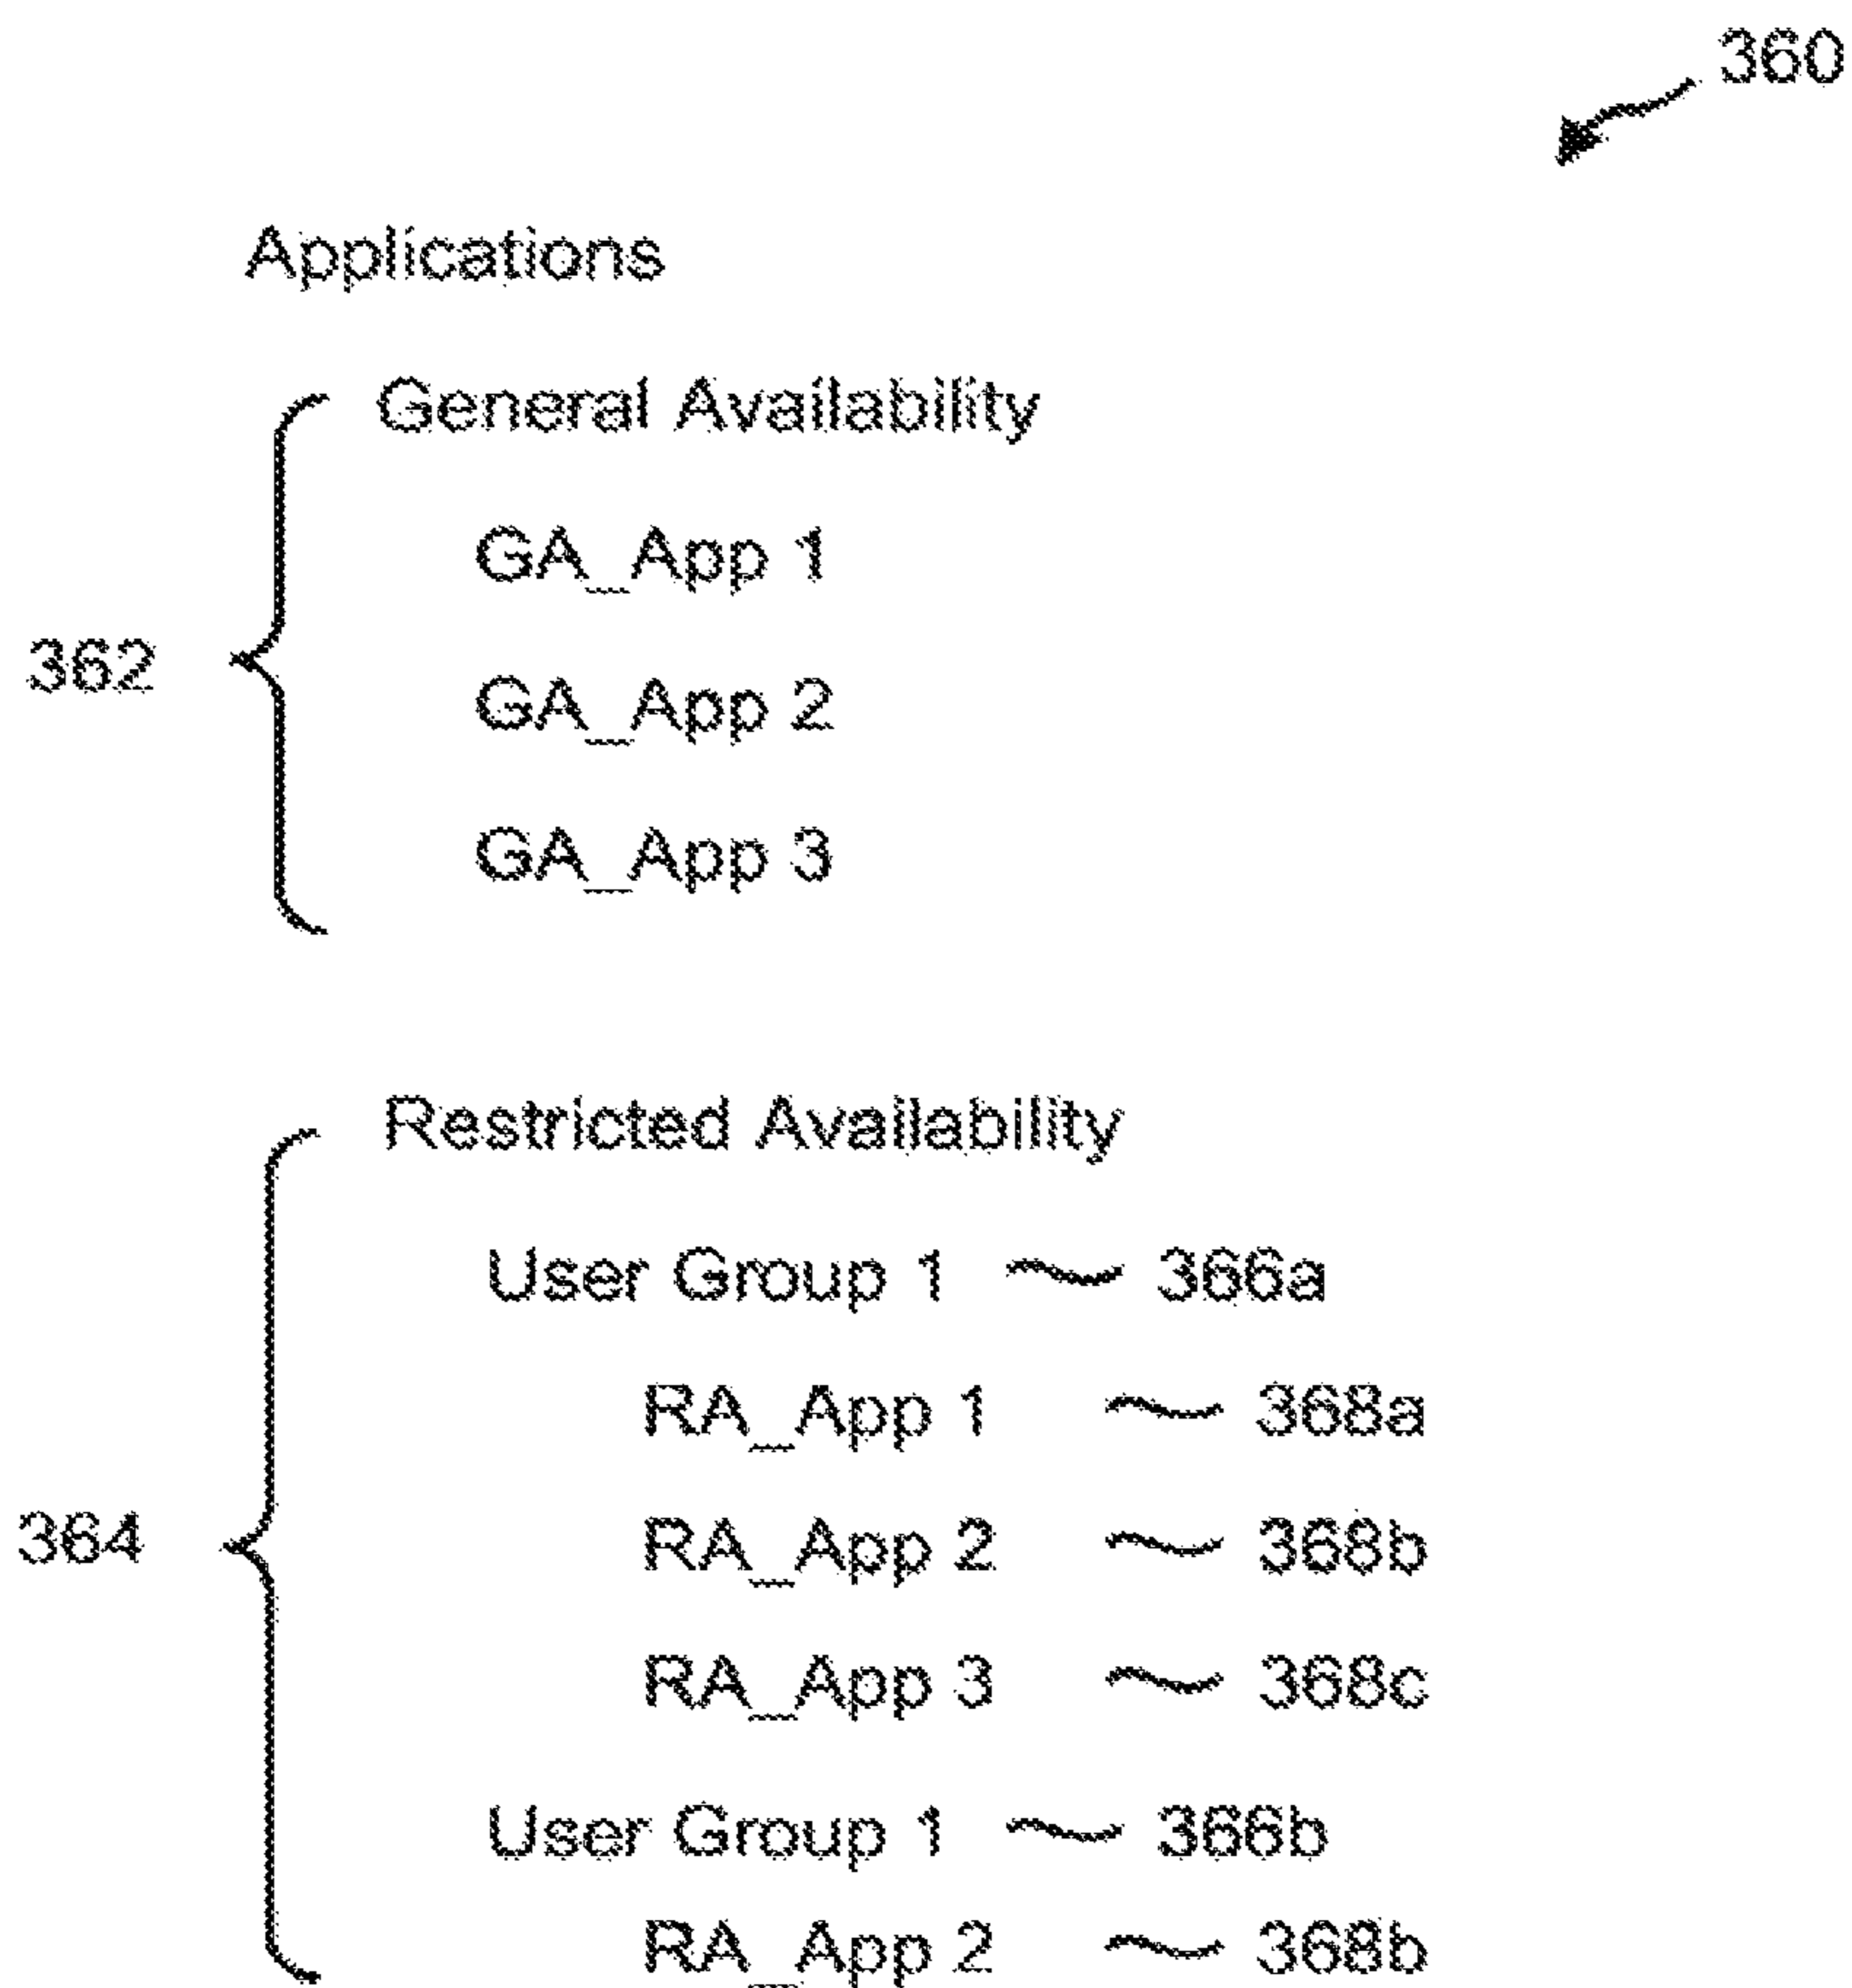 360
Applications
General Availability
GA_App 1
362
GA_App 2
GA_App 3
Restricted Availability
User Group 1 366a
RA_App 1 368a
364 RA_App 2 368b
RA_App 3 368c
User Group 1 366b
RA_App 2 368b